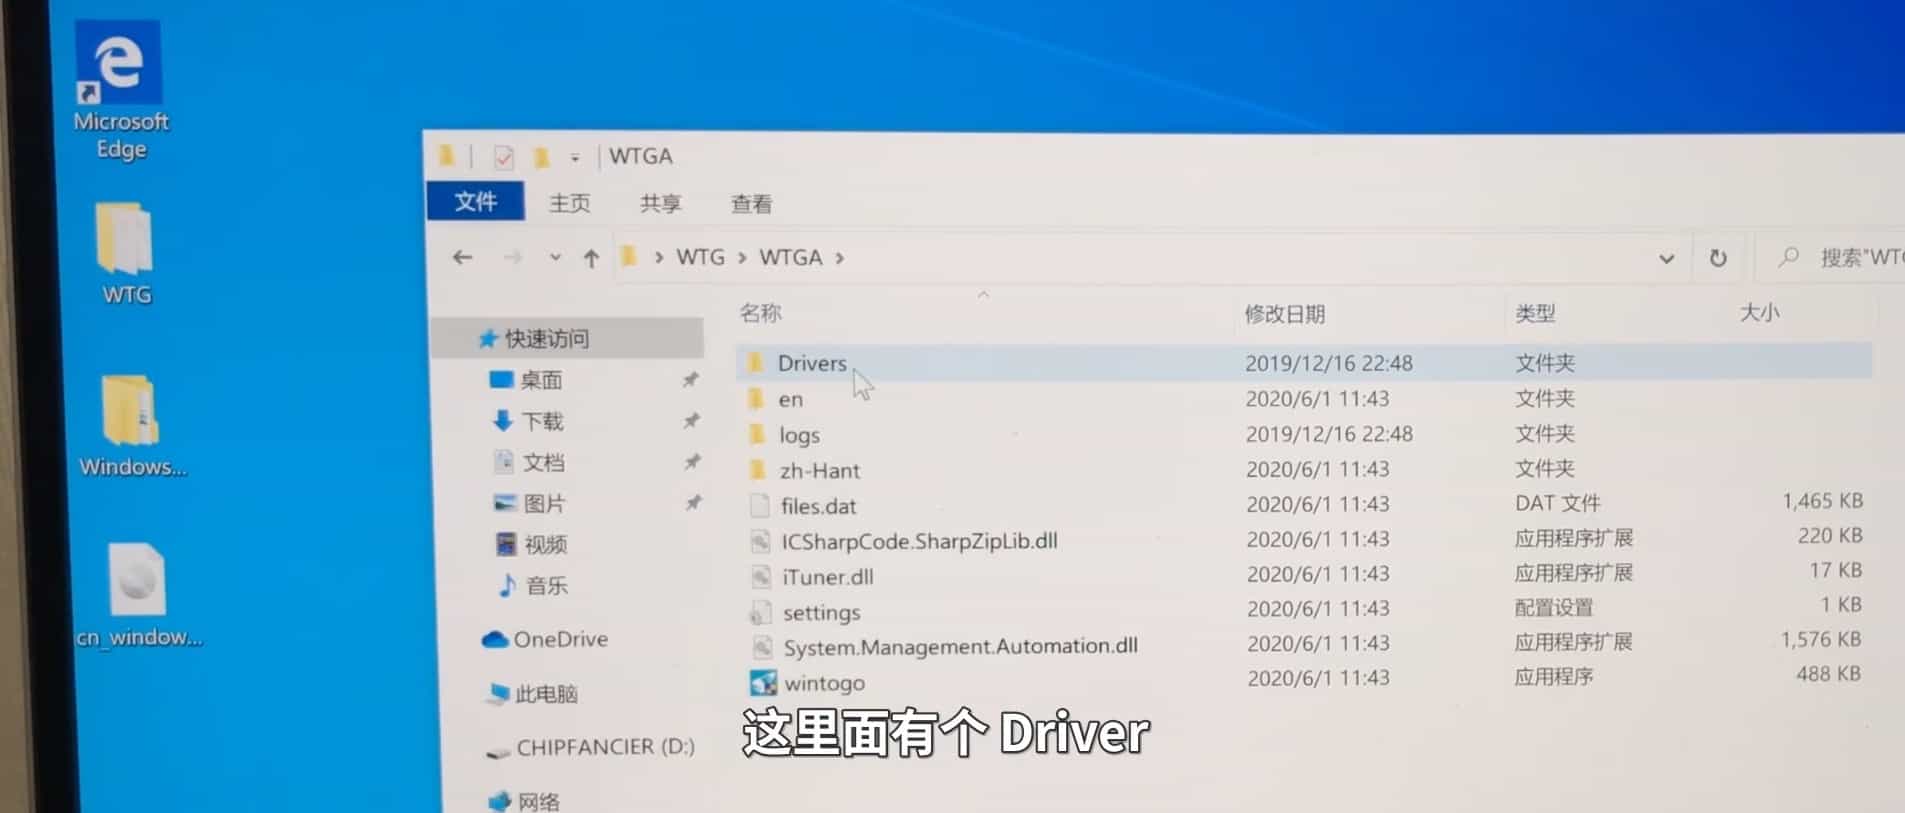 Microsoft
Edge
WTG
Windows...
cn_window...
WTGA
文件 主页 共享 查看
WTG > WTGA >
搜索"WTG
快速访问
桌面
下载
文档
图片
视频
音乐
OneDrive
此电脑
CHIPFANCIER (D:)
网络
名称 修改日期 类型 大小
Drivers 2019/12/16 22:48 文件夹
en 2020/6/1 11:43 文件夹
logs 2019/12/16 22:48 文件夹
zh-Hant 2020/6/1 11:43 文件夹
files.dat 2020/6/1 11:43 DAT 文件 1,465 KB
ICSharpCode.SharpZipLib.dll 2020/6/1 11:43 应用程序扩展 220 KB
iTuner.dll 2020/6/1 11:43 应用程序扩展 17 KB
settings 2020/6/1 11:43 配置设置 1 KB
System.Management.Automation.dll 2020/6/1 11:43 应用程序扩展 1,576 KB
wintogo 2020/6/1 11:43 应用程序 488 KB
这里面有个 Driver